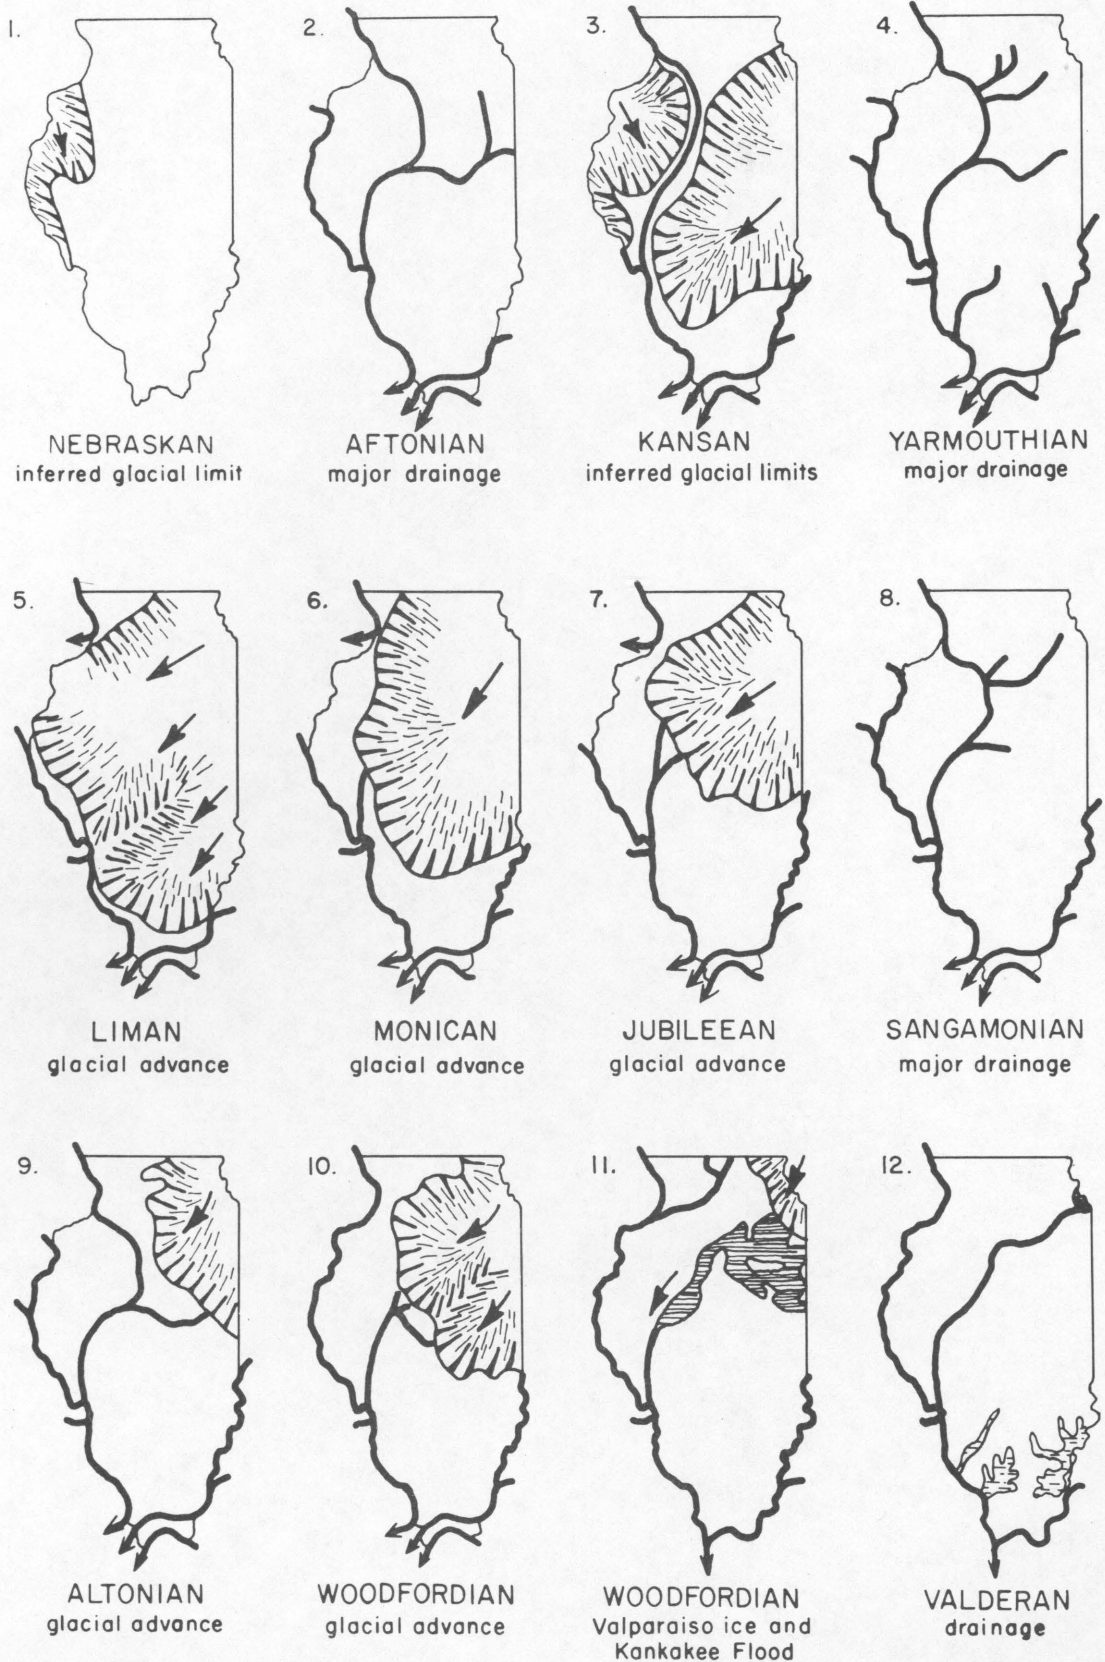 1.
NEBRASKAN
inferred glacial limit
2.
AFTONIAN
major drainage
3.
KANSAN
inferred glacial limits
4.
YARMOUTHIAN
major drainage
5.
LIMAN
glacial advance
6.
MONICAN
glacial advance
7.
JUBILEEAN
glacial advance
8.
SANGAMONIAN
major drainage
9.
ALTONIAN
glacial advance
10.
WOODFORDIAN
glacial advance
11.
WOODFORDIAN
Valparaiso ice and
Kankakee Flood
12.
VALDERAN
drainage